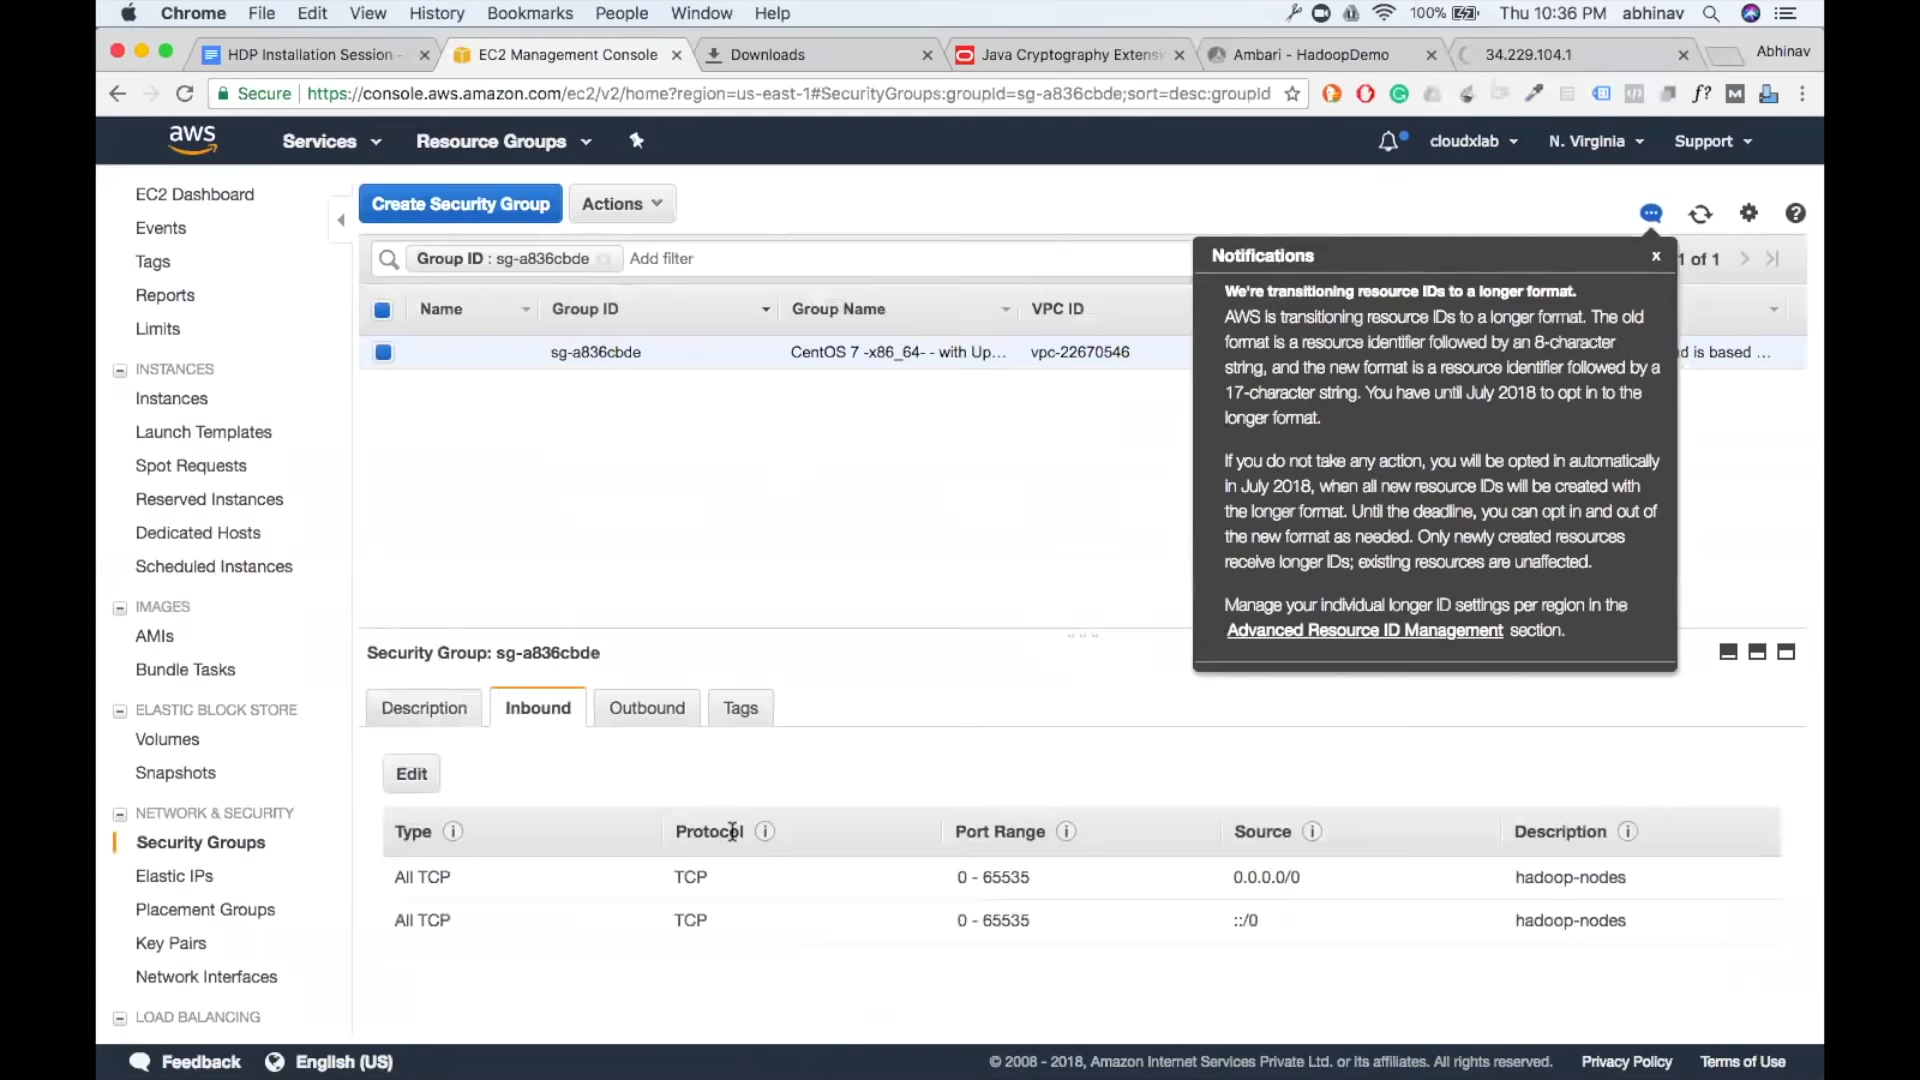 Chrome File Edit View History Bookmarks People Window Help 100% Thu 10:36 PM abhinav
HDP Installation Session - EC2 Management Console Downloads Java Cryptography Extensi Ambari - HadoopDemo 34.229.104.1 Abhinav
Secure https://console.aws.amazon.com/ec2/v2/home?region=us-east-1#SecurityGroups:groupId=sg-a836cbde;sort=desc:groupId f? M
aws Services Resource Groups cloudxlab N. Virginia Support
EC2 Dashboard
Events
Tags
Reports
Limits
INSTANCES
Instances
Launch Templates
Spot Requests
Reserved Instances
Dedicated Hosts
Scheduled Instances
IMAGES
AMIs
Bundle Tasks
ELASTIC BLOCK STORE
Volumes
Snapshots
NETWORK & SECURITY
Security Groups
Elastic IPs
Placement Groups
Key Pairs
Network Interfaces
LOAD BALANCING
Create Security Group Actions
Group ID : sg-a836cbde Add filter 1 of 1
Name Group ID Group Name VPC ID
sg-a836cbde CentOS 7 -x86_64- - with Up... vpc-22670546 d is based ...
Notifications x
We're transitioning resource IDs to a longer format.
AWS is transitioning resource IDs to a longer format. The old
format is a resource identifier followed by an 8-character
string, and the new format is a resource identifier followed by a
17-character string. You have until July 2018 to opt in to the
longer format.
If you do not take any action, you will be opted in automatically
in July 2018, when all new resource IDs will be created with
the longer format. Until the deadline, you can opt in and out of
the new format as needed. Only newly created resources
receive longer IDs; existing resources are unaffected.
Manage your individual longer ID settings per region in the
Advanced Resource ID Management section.
Security Group: sg-a836cbde
Description Inbound Outbound Tags
Edit
Type Protocol Port Range Source Description
All TCP TCP 0 - 65535 0.0.0.0/0 hadoop-nodes
All TCP TCP 0 - 65535 ::/0 hadoop-nodes
Feedback English (US) © 2008 - 2018, Amazon Internet Services Private Ltd. or its affiliates. All rights reserved. Privacy Policy Terms of Use